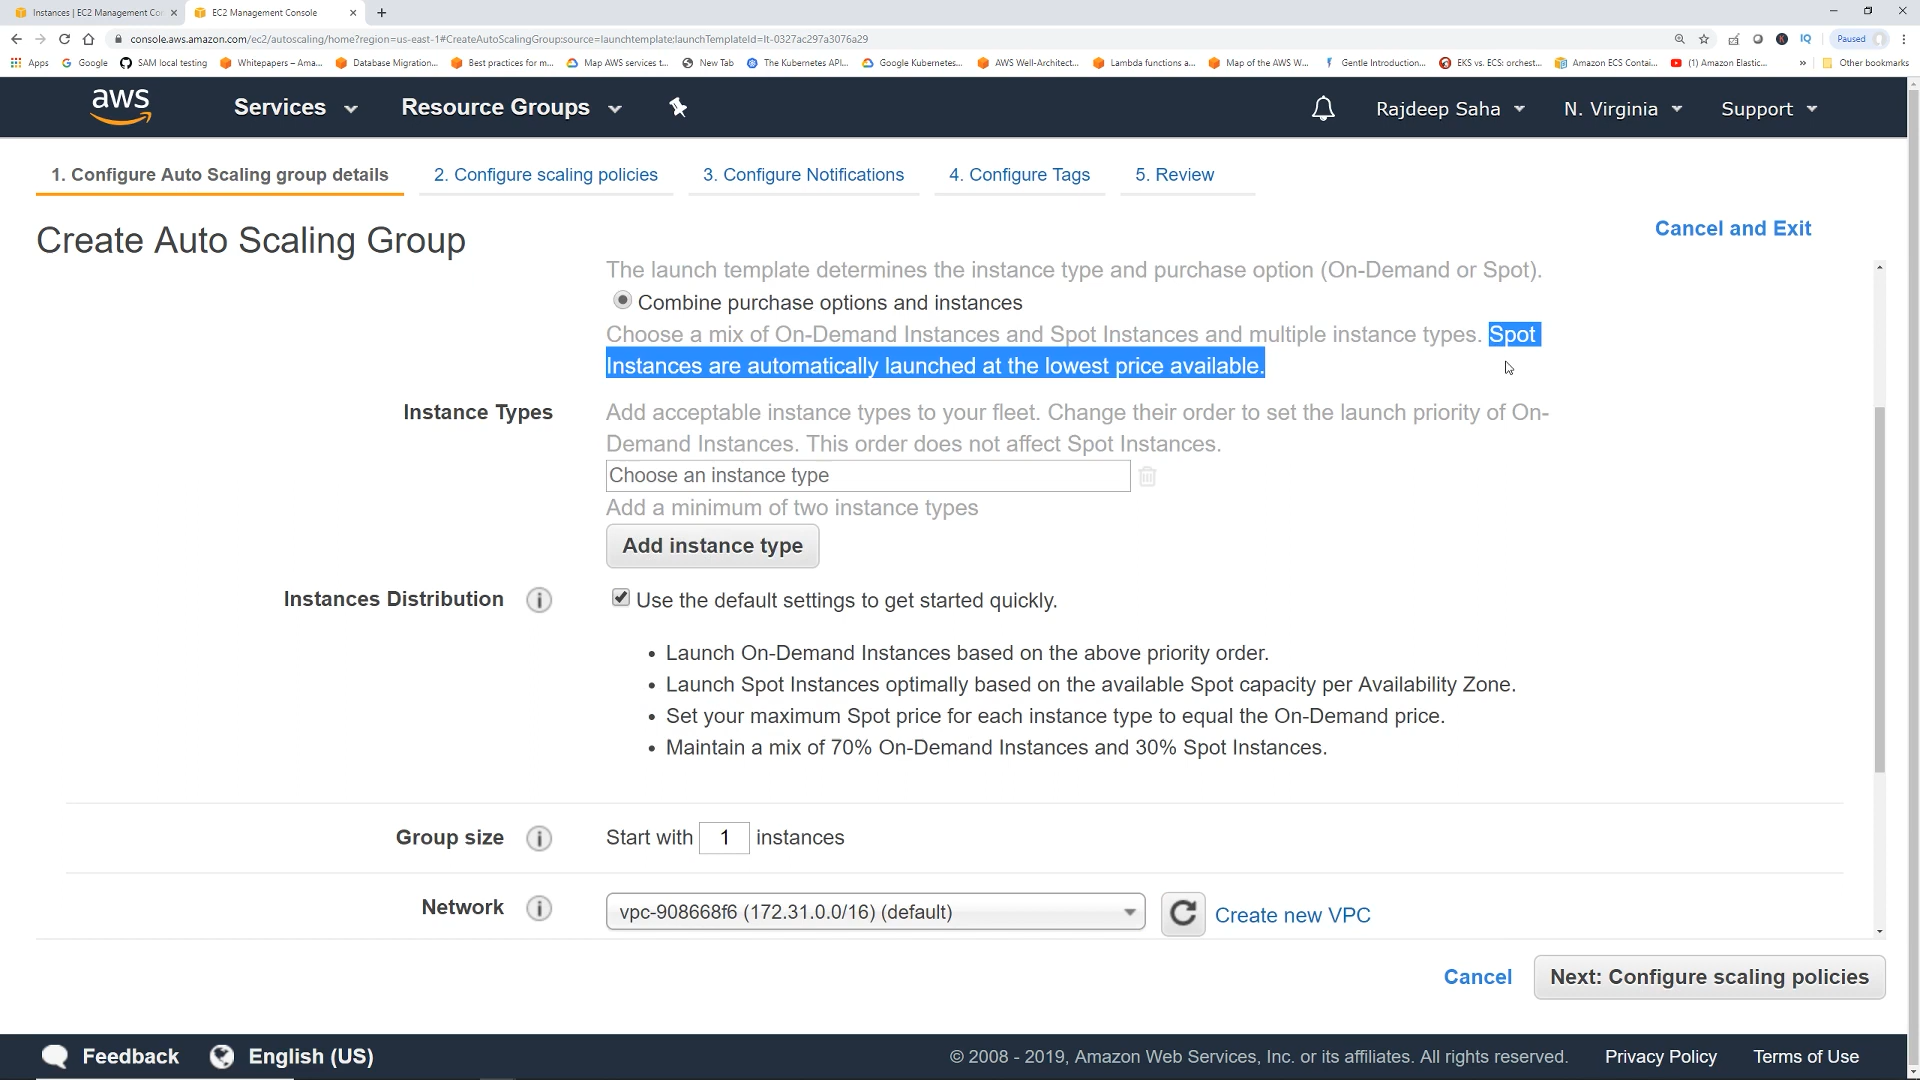 Instances | EC2 Management Co
EC2 Management Console
console.aws.amazon.com/ec2/autoscaling/home?region=us-east-1#CreateAutoScalingGroup:source=launchtemplate;launchTemplateId=lt-0327ac297a3076a29
Paused
Apps Google SAM local testing Whitepapers – Ama... Database Migration... Best practices for m... Map AWS services t... New Tab The Kubernetes API... Google Kubernetes... AWS Well-Architect... Lambda functions a... Map of the AWS W... Gentle Introduction... EKS vs. ECS: orchest... Amazon ECS Contai... (1) Amazon Elastic... » Other bookmarks
aws Services Resource Groups Rajdeep Saha N. Virginia Support
1. Configure Auto Scaling group details 2. Configure scaling policies 3. Configure Notifications 4. Configure Tags 5. Review
Create Auto Scaling Group
Cancel and Exit
The launch template determines the instance type and purchase option (On-Demand or Spot).
Combine purchase options and instances
Choose a mix of On-Demand Instances and Spot Instances and multiple instance types. Spot
Instances are automatically launched at the lowest price available.
Instance Types Add acceptable instance types to your fleet. Change their order to set the launch priority of On-
Demand Instances. This order does not affect Spot Instances.
Choose an instance type
Add a minimum of two instance types
Add instance type
Instances Distribution i Use the default settings to get started quickly.
• Launch On-Demand Instances based on the above priority order.
• Launch Spot Instances optimally based on the available Spot capacity per Availability Zone.
• Set your maximum Spot price for each instance type to equal the On-Demand price.
• Maintain a mix of 70% On-Demand Instances and 30% Spot Instances.
Group size i Start with 1 instances
Network i vpc-908668f6 (172.31.0.0/16) (default) Create new VPC
Cancel Next: Configure scaling policies
Feedback English (US) © 2008 - 2019, Amazon Web Services, Inc. or its affiliates. All rights reserved. Privacy Policy Terms of Use